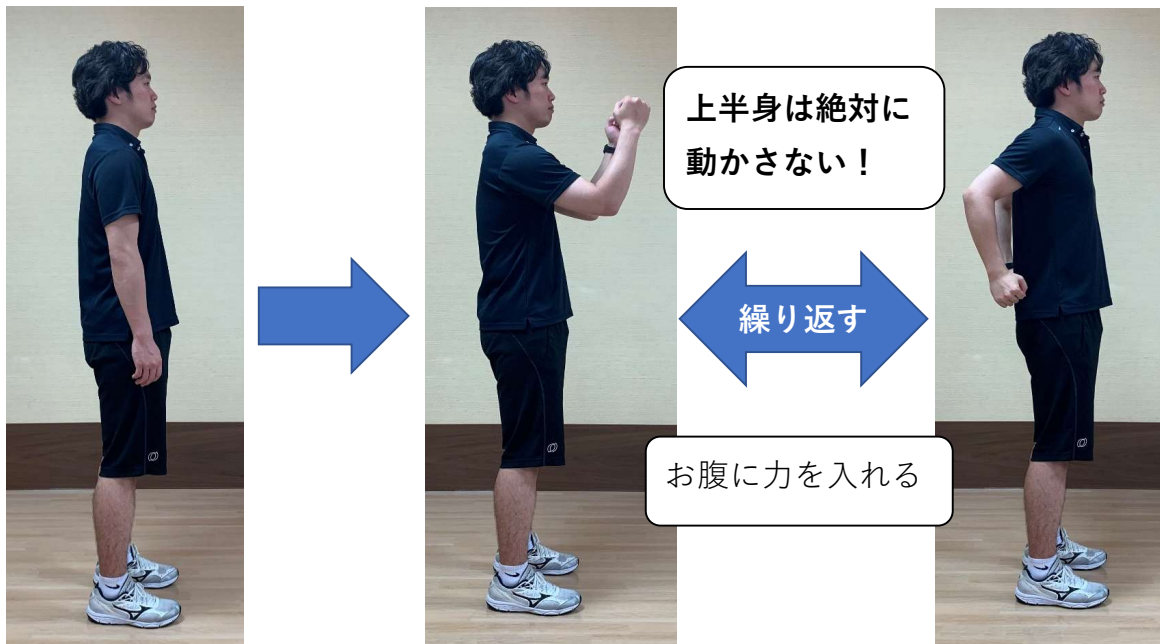 上半身は絶対に
動かさない！
繰り返す
お腹に力を入れる